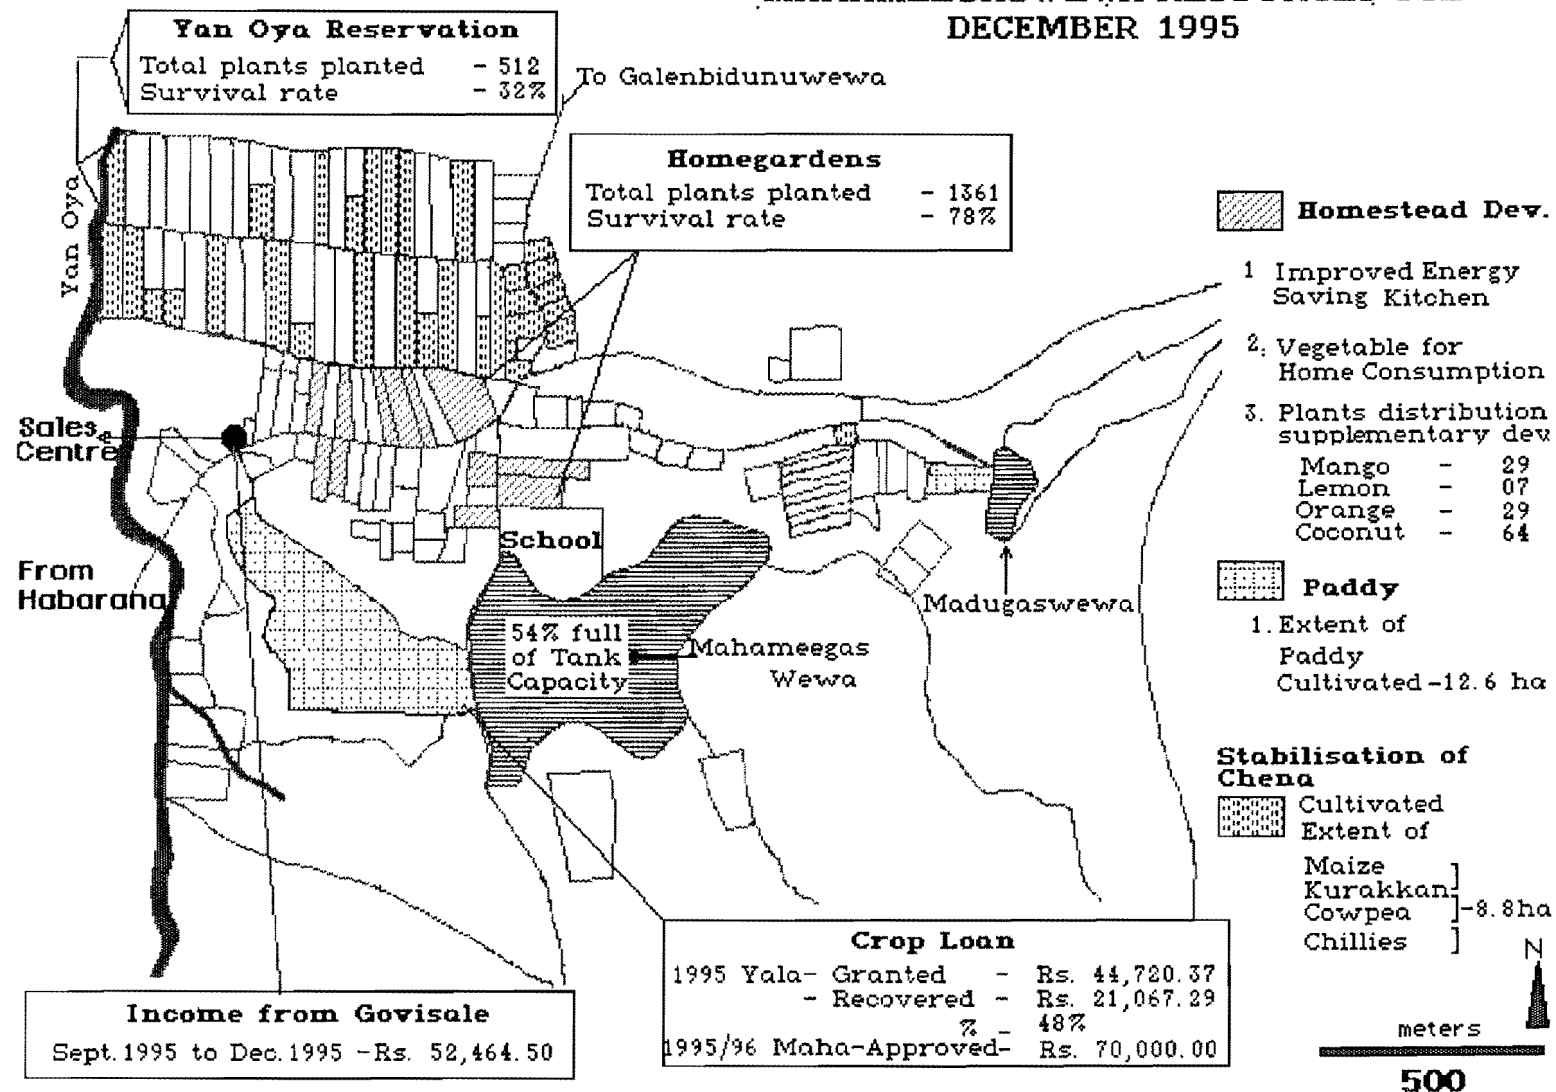 DECEMBER 1995
Yan Oya Reservation
Total plants planted - 512
Survival rate - 32%
To Galenbidunuwewa
Homegardens
Total plants planted - 1361
Survival rate - 78%
Yan Oya
Sales
Centre
From
Habarana
School
54% full
of Tank
Capacity
Mahameegas
Wewa
Madugaswewa
Homestead Dev.
1 Improved Energy
Saving Kitchen
2. Vegetable for
Home Consumption
3. Plants distribution
supplementary dev
Mango - 29
Lemon - 07
Orange - 29
Coconut - 64
Paddy
1. Extent of
Paddy
Cultivated -12.6 ha
Stabilisation of
Chena
Cultivated
Extent of
Maize ]
Kurakkan
Cowpea ]-8.8ha
Chillies ]
N
meters
500
Crop Loan
1995 Yala- Granted - Rs. 44,720.37
- Recovered - Rs. 21,067.29
% - 48%
1995/96 Maha-Approved- Rs. 70,000.00
Income from Govisale
Sept.1995 to Dec.1995 -Rs. 52,464.50